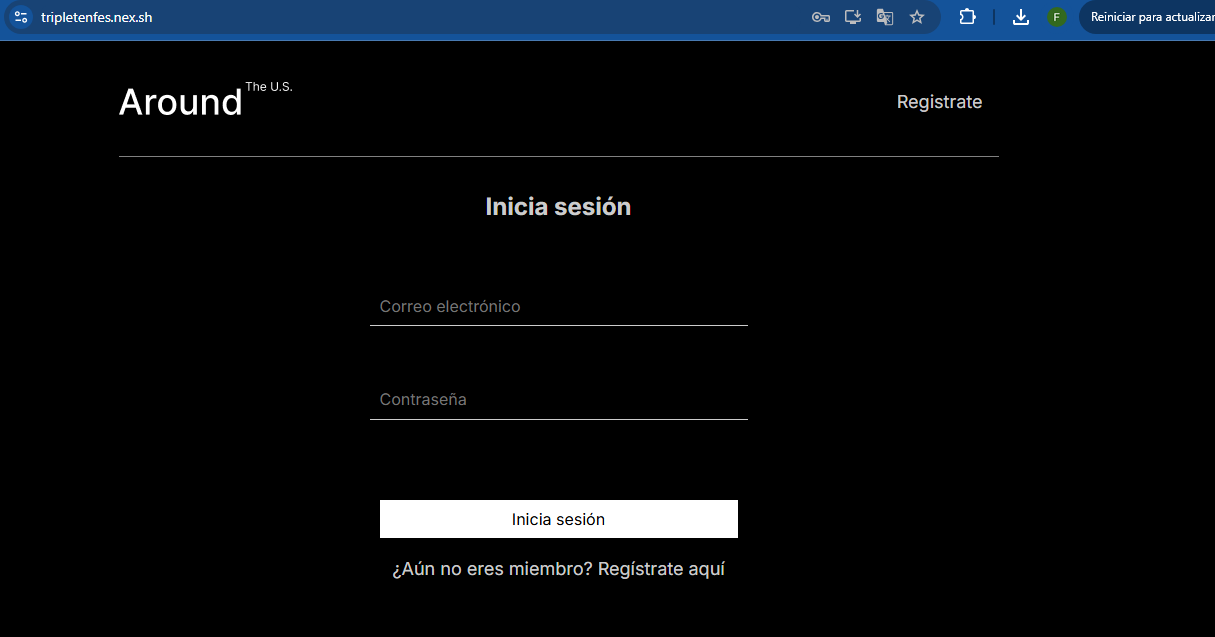 tripletenfes.nex.sh
F
Reiniciar para actualizar
Around The U.S.
Registrate
Inicia sesión
Correo electrónico
Contraseña
Inicia sesión
¿Aún no eres miembro? Regístrate aquí